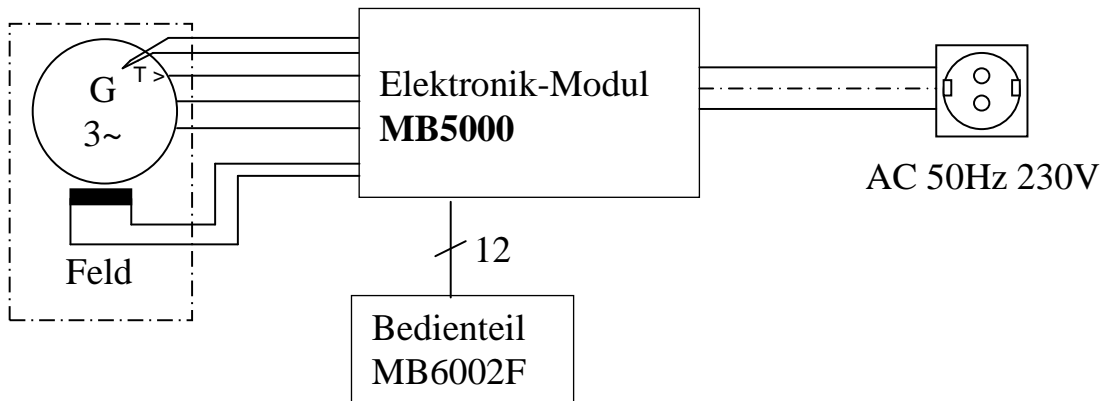 T >
G
3~
Feld
Elektronik-Modul
MB5000
12
Bedienteil
MB6002F
AC 50Hz 230V